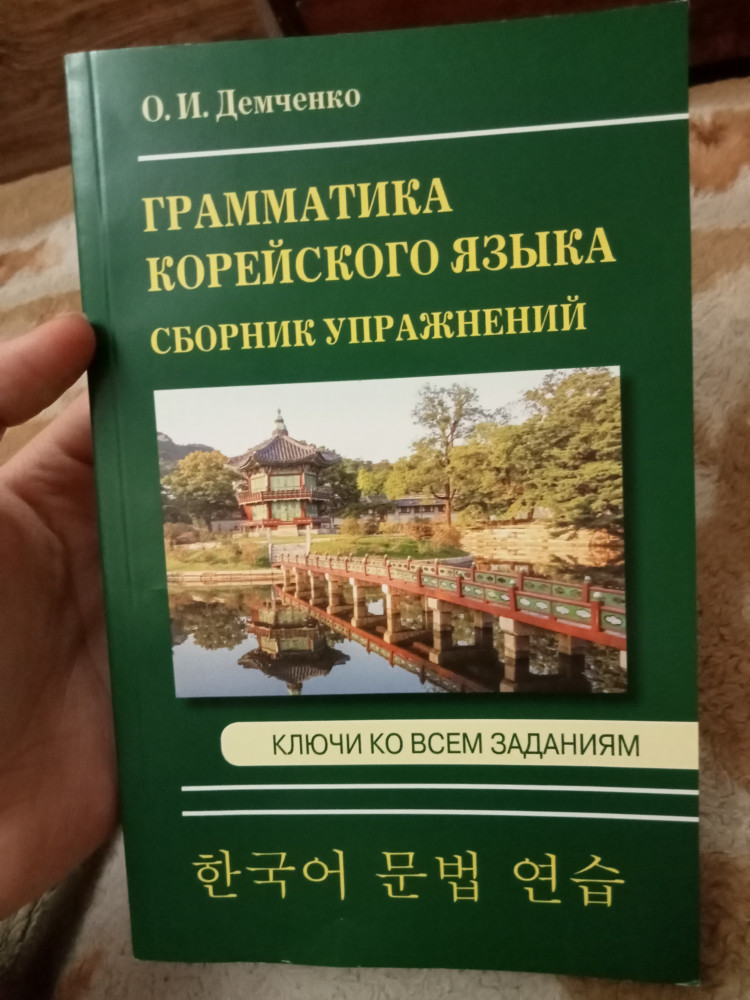 О. И. Демченко
ГРАММАТИКА
КОРЕЙСКОГО ЯЗЫКА
СБОРНИК УПРАЖНЕНИЙ
КЛЮЧИ КО ВСЕМ ЗАДАНИЯМ
한국어 문법 연습